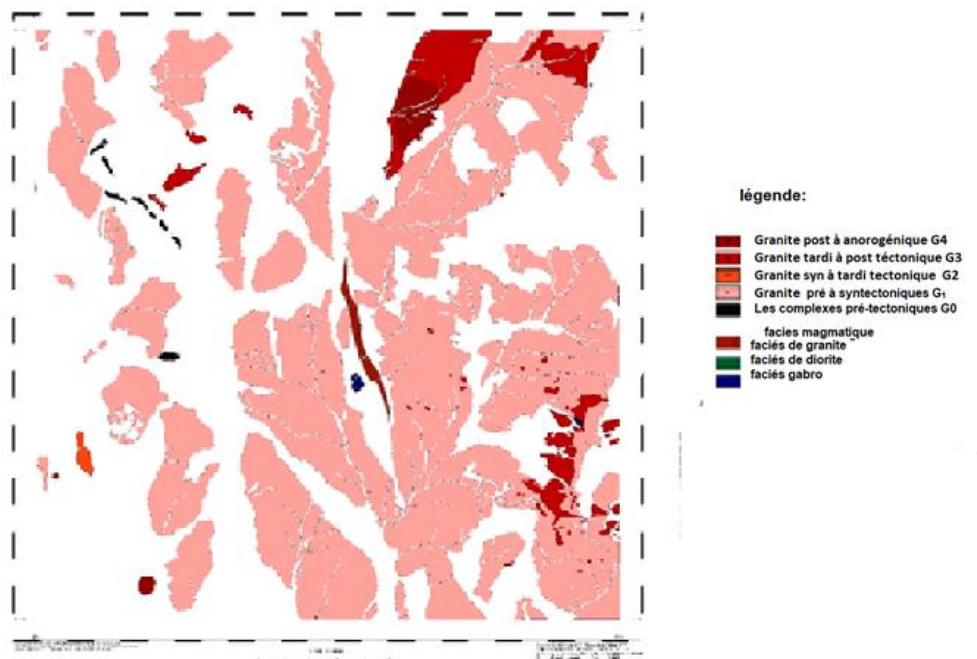 légende:
Granite post à anorogénique G4
Granite tardi à post téctonique G3
Granite syn à tardi tectonique G2
Granite pré à syntectoniques G1
Les complexes pré-tectoniques G0
facies magmatique
faciés de granite
faciés de diorite
faciés gabro